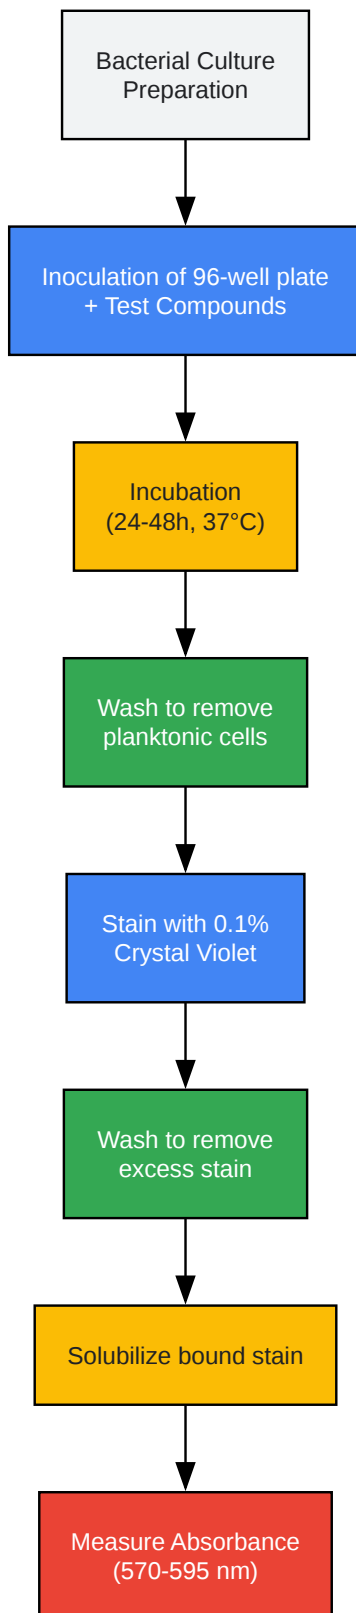 Bacterial Culture
Preparation
Inoculation of 96-well plate
+ Test Compounds
Incubation
(24-48h, 37°C)
Wash to remove
planktonic cells
Stain with 0.1%
Crystal Violet
Wash to remove
excess stain
Solubilize bound stain
Measure Absorbance
(570-595 nm)